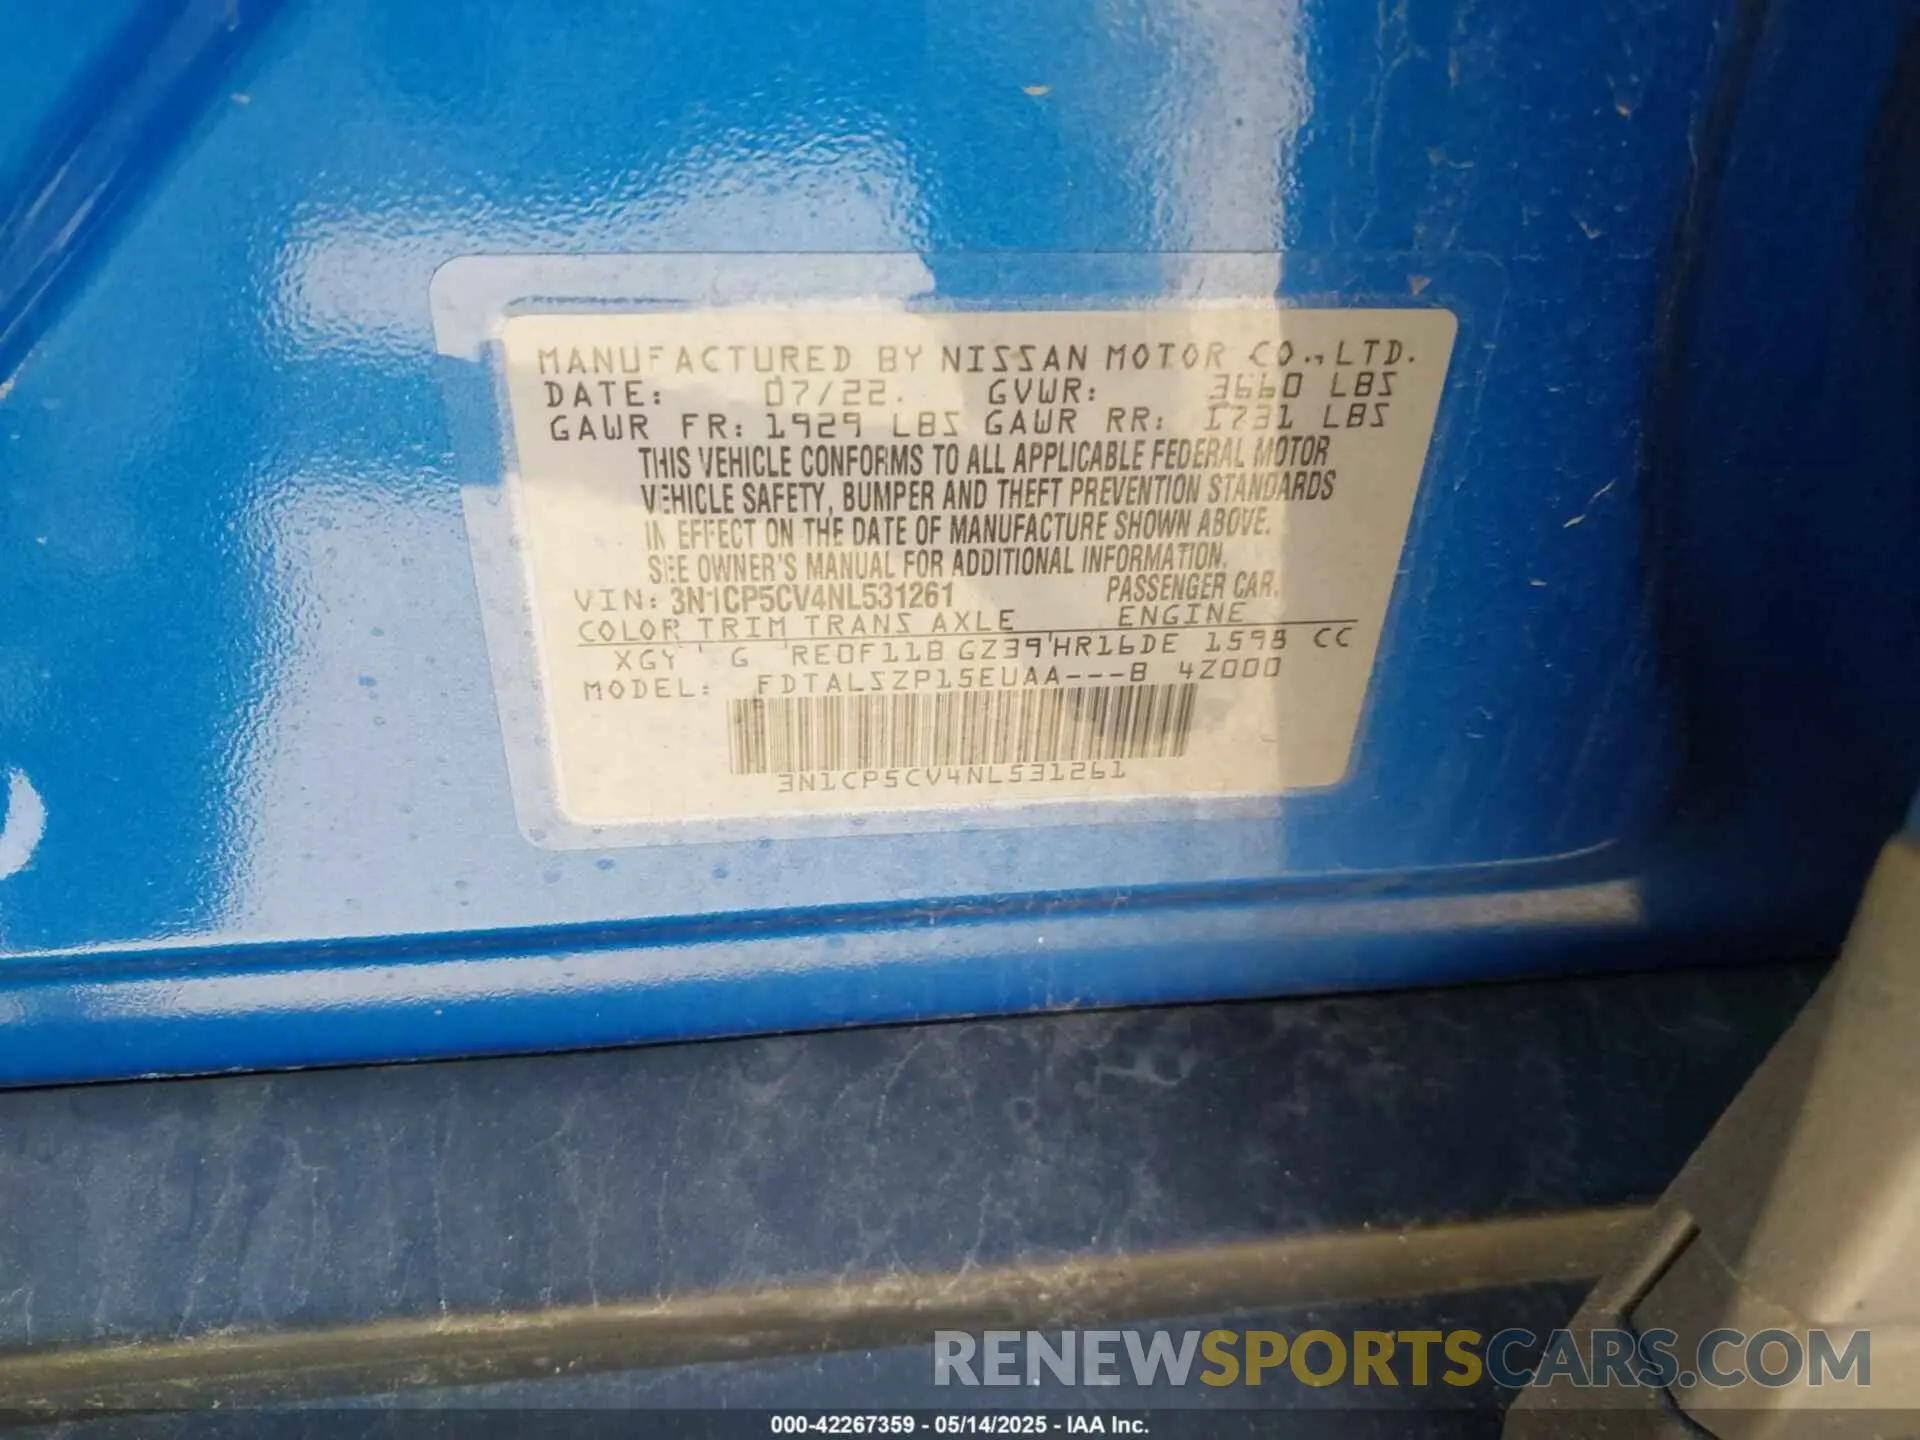 MANUFACTURED BY NISSAN MOTOR CO., LTD.
DATE: 07/22. GVWR: 3660 LBS
GAWR FR: 1929 LBS GAWR RR: 1731 LBS
THIS VEHICLE CONFORMS TO ALL APPLICABLE FEDERAL MOTOR
VEHICLE SAFETY, BUMPER AND THEFT PREVENTION STANDARDS
IN EFFECT ON THE DATE OF MANUFACTURE SHOWN ABOVE.
SEE OWNER'S MANUAL FOR ADDITIONAL INFORMATION.
VIN: 3N1CP5CV4NL531261 PASSENGER CAR.
COLOR TRIM TRANS AXLE ENGINE
XGY G RE0F11B GZ39 HR16DE 1598 CC
MODEL: FDTALSZP15EUAA---B 4Z000
3N1CP5CV4NL531261
RENEWSPORTSCARS.COM
000-42267359 - 05/14/2025 - IAA Inc.